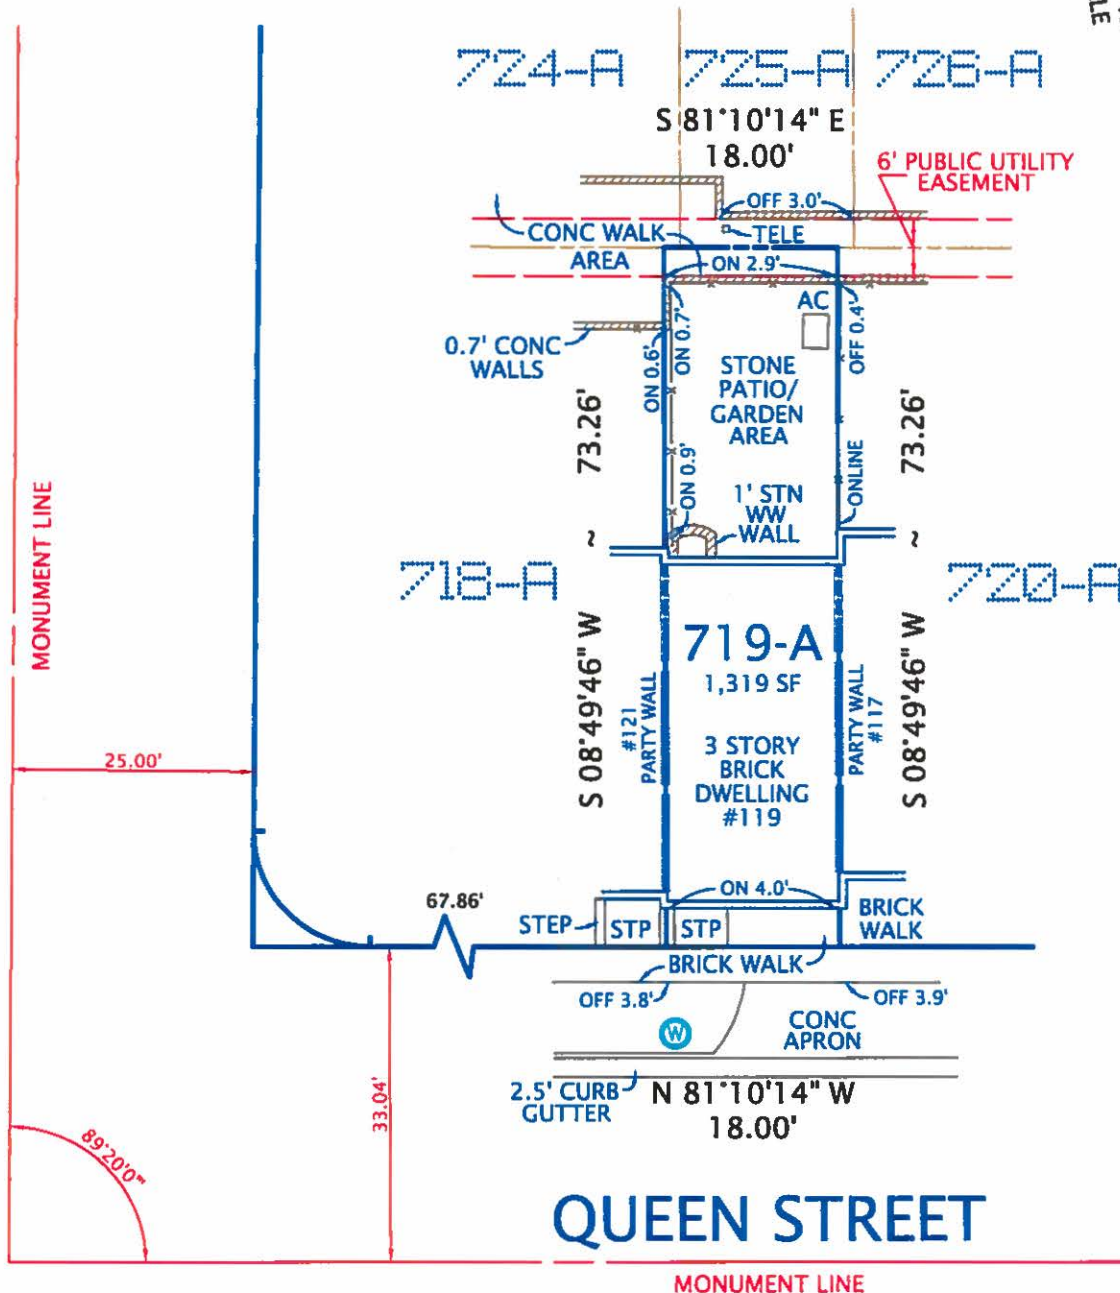 LE
724-A 725-A 726-A
S 81°10'14" E
18.00'
6' PUBLIC UTILITY
EASEMENT
OFF 3.0'
CONC WALK
AREA
TELE
ON 2.9'
AC
0.7' CONC
WALLS
ON 0.6'
ON 0.7'
OFF 0.4'
STONE
PATIO/
GARDEN
AREA
73.26'
73.26'
ON 0.9'
ONLINE
1' STN
WW
WALL
~
~
MONUMENT LINE
718-A
720-A
719-A
1,319 SF
S 08°49'46" W
#121
PARTY WALL
PARTY WALL
#117
S 08°49'46" W
3 STORY
BRICK
DWELLING
#119
25.00'
67.86'
ON 4.0'
STEP
STP
STP
BRICK
WALK
BRICK WALK
OFF 3.8'
OFF 3.9'
W
CONC
APRON
2.5' CURB
GUTTER
N 81°10'14" W
18.00'
33.04'
89°20'0"
QUEEN STREET
MONUMENT LINE